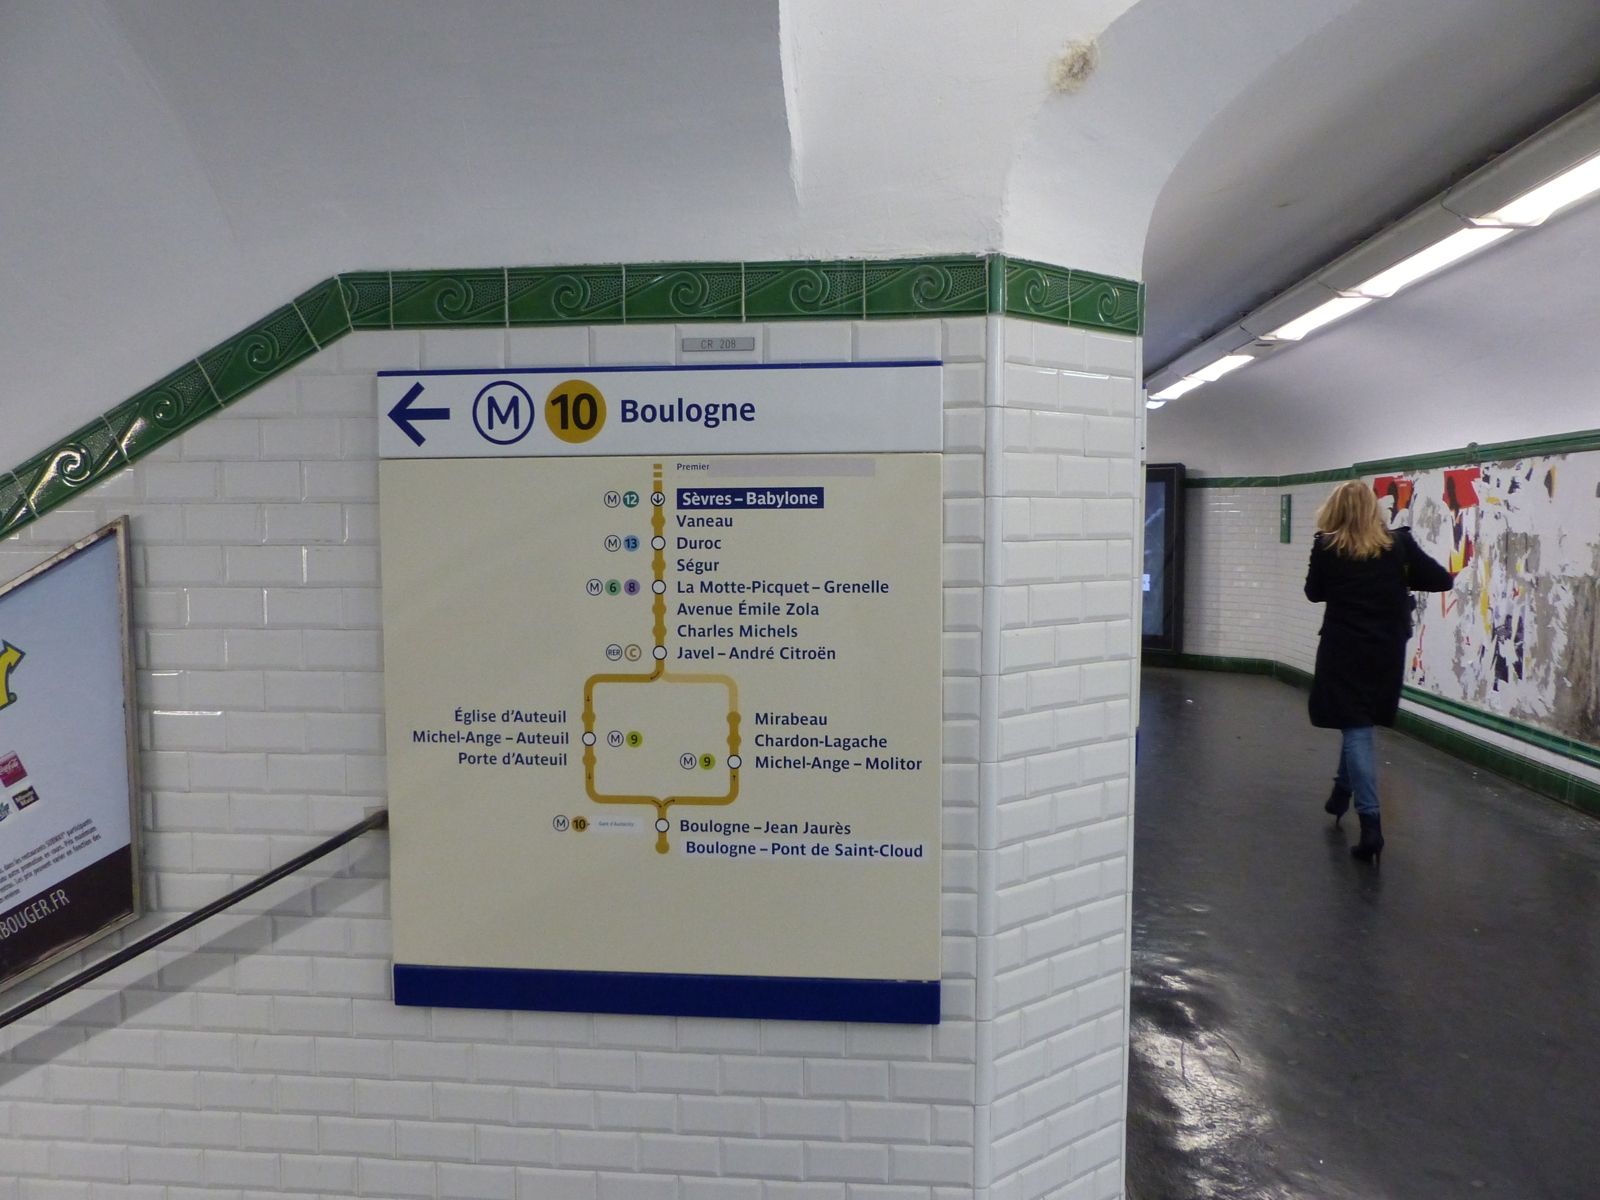 CR 208
M 10 Boulogne
Premier
M 12 Sèvres – Babylone
Vaneau
M 13 Duroc
Ségur
M 6 8 La Motte-Picquet – Grenelle
Avenue Émile Zola
Charles Michels
RER C Javel – André Citroën
Église d'Auteuil
Michel-Ange – Auteuil M 9
Porte d'Auteuil
Mirabeau
Chardon-Lagache
M 9 Michel-Ange – Molitor
M 10 Boulogne – Jean Jaurès
Boulogne – Pont de Saint-Cloud
BOUGER.FR